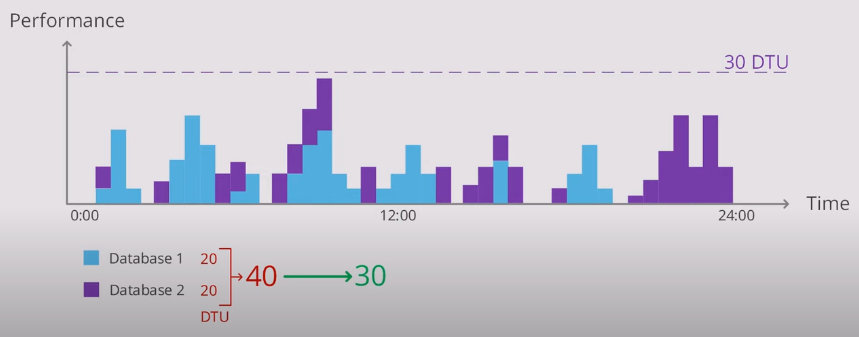 Performance
30 DTU
0:00 12:00 24:00 Time
Database 1 20
40 30
Database 2 20
DTU